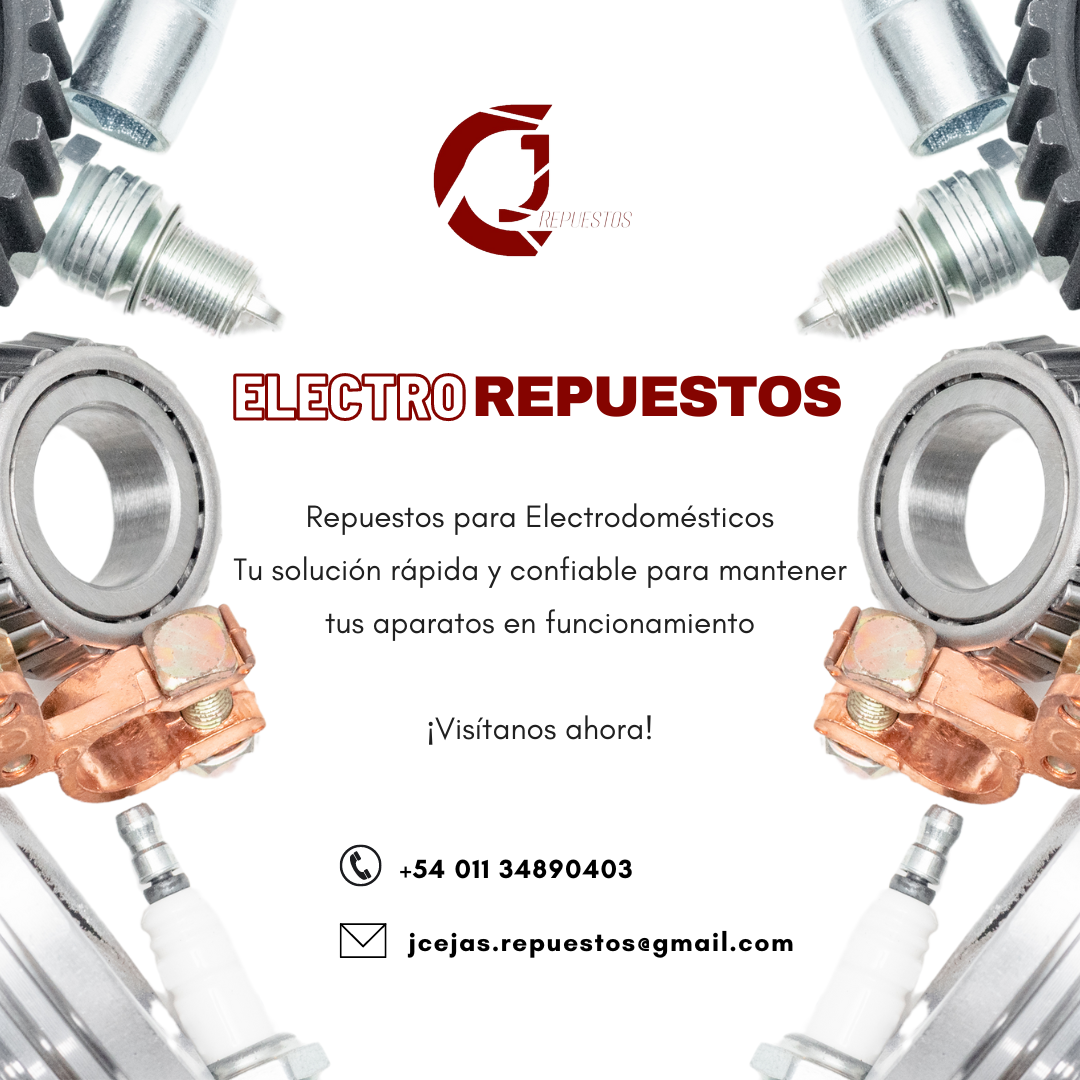 CJ
REPUESTOS
ELECTRO REPUESTOS
Repuestos para Electrodomésticos
Tu solución rápida y confiable para mantener
tus aparatos en funcionamiento
¡Visítanos ahora!
+54 011 34890403
jcejas.repuestos@gmail.com